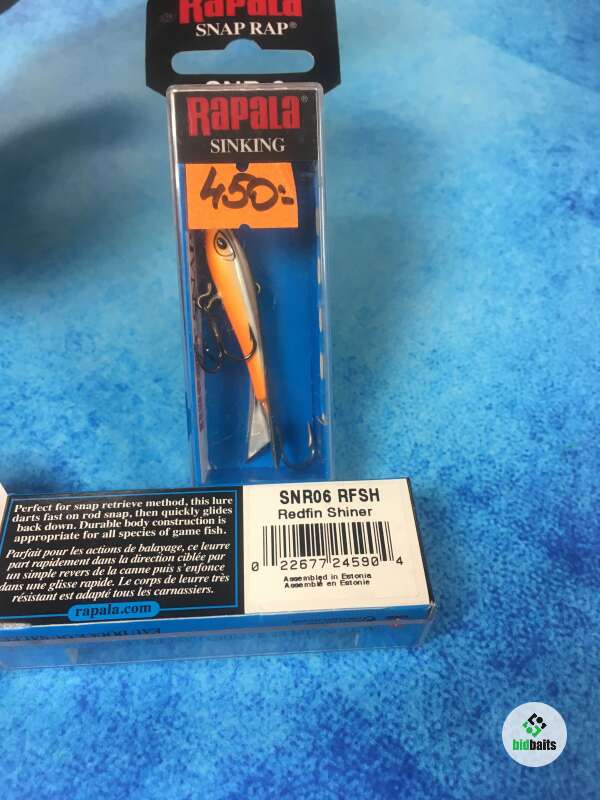 Rapala®
SNAP RAP®
Rapala®
SINKING
450:-
Perfect for snap retrieve method, this lure
darts fast on rod snap, then quickly glides
back down. Durable body construction is
appropriate for all species of game fish.
Parfait pour les actions de balayage, ce leurre
part rapidement dans la direction ciblée par
un simple revers de la canne puis s'enfonce
dans une glisse rapide. Le corps de leurre très
résistant est adapté tous les carnassiers.
rapala.com
SNR06 RFSH
Redfin Shiner
0 22677 24590 4
Assembled in Estonia
Assemblé en Estonie
bidbaits